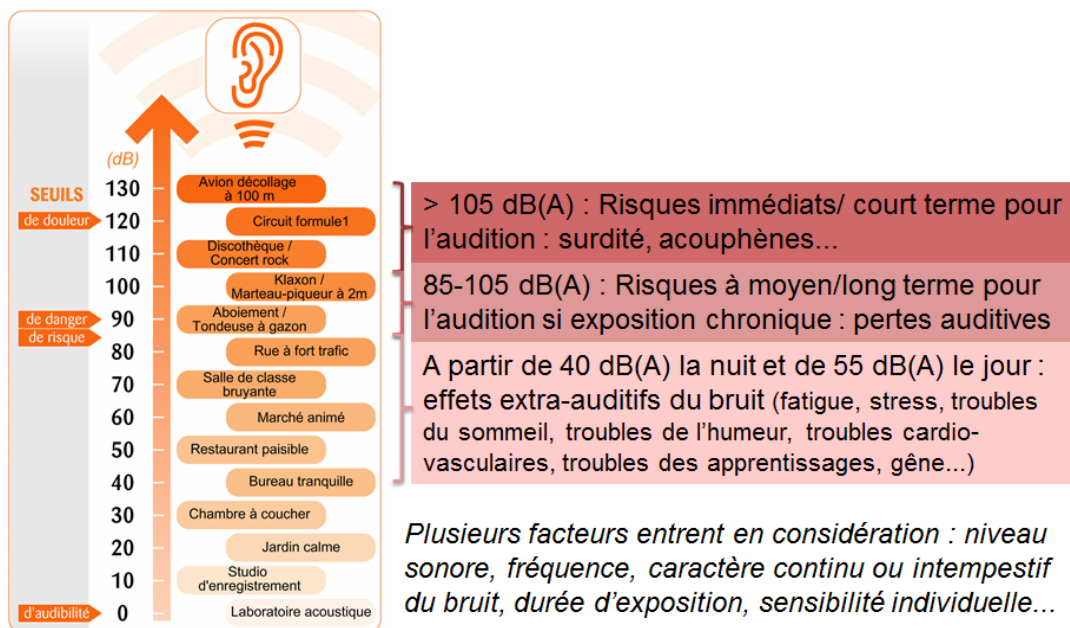 (dB)
SEUILS
130
Avion décollage
à 100 m
de douleur
120
Circuit formule1
110
Discothèque /
Concert rock
100
Klaxon /
Marteau-piqueur à 2m
de danger
90
Aboiement /
Tondeuse à gazon
de risque
80
Rue à fort trafic
70
Salle de classe
bruyante
60
Marché animé
50
Restaurant paisible
40
Bureau tranquille
30
Chambre à coucher
20
Jardin calme
10
Studio
d'enregistrement
d'audibilité
0
Laboratoire acoustique
> 105 dB(A) : Risques immédiats/ court terme pour
l’audition : surdité, acouphènes...
85-105 dB(A) : Risques à moyen/long terme pour
l’audition si exposition chronique : pertes auditives
A partir de 40 dB(A) la nuit et de 55 dB(A) le jour :
effets extra-auditifs du bruit (fatigue, stress, troubles
du sommeil, troubles de l’humeur, troubles cardio-
vasculaires, troubles des apprentissages, gêne...)
Plusieurs facteurs entrent en considération : niveau
sonore, fréquence, caractère continu ou intempestif
du bruit, durée d’exposition, sensibilité individuelle...